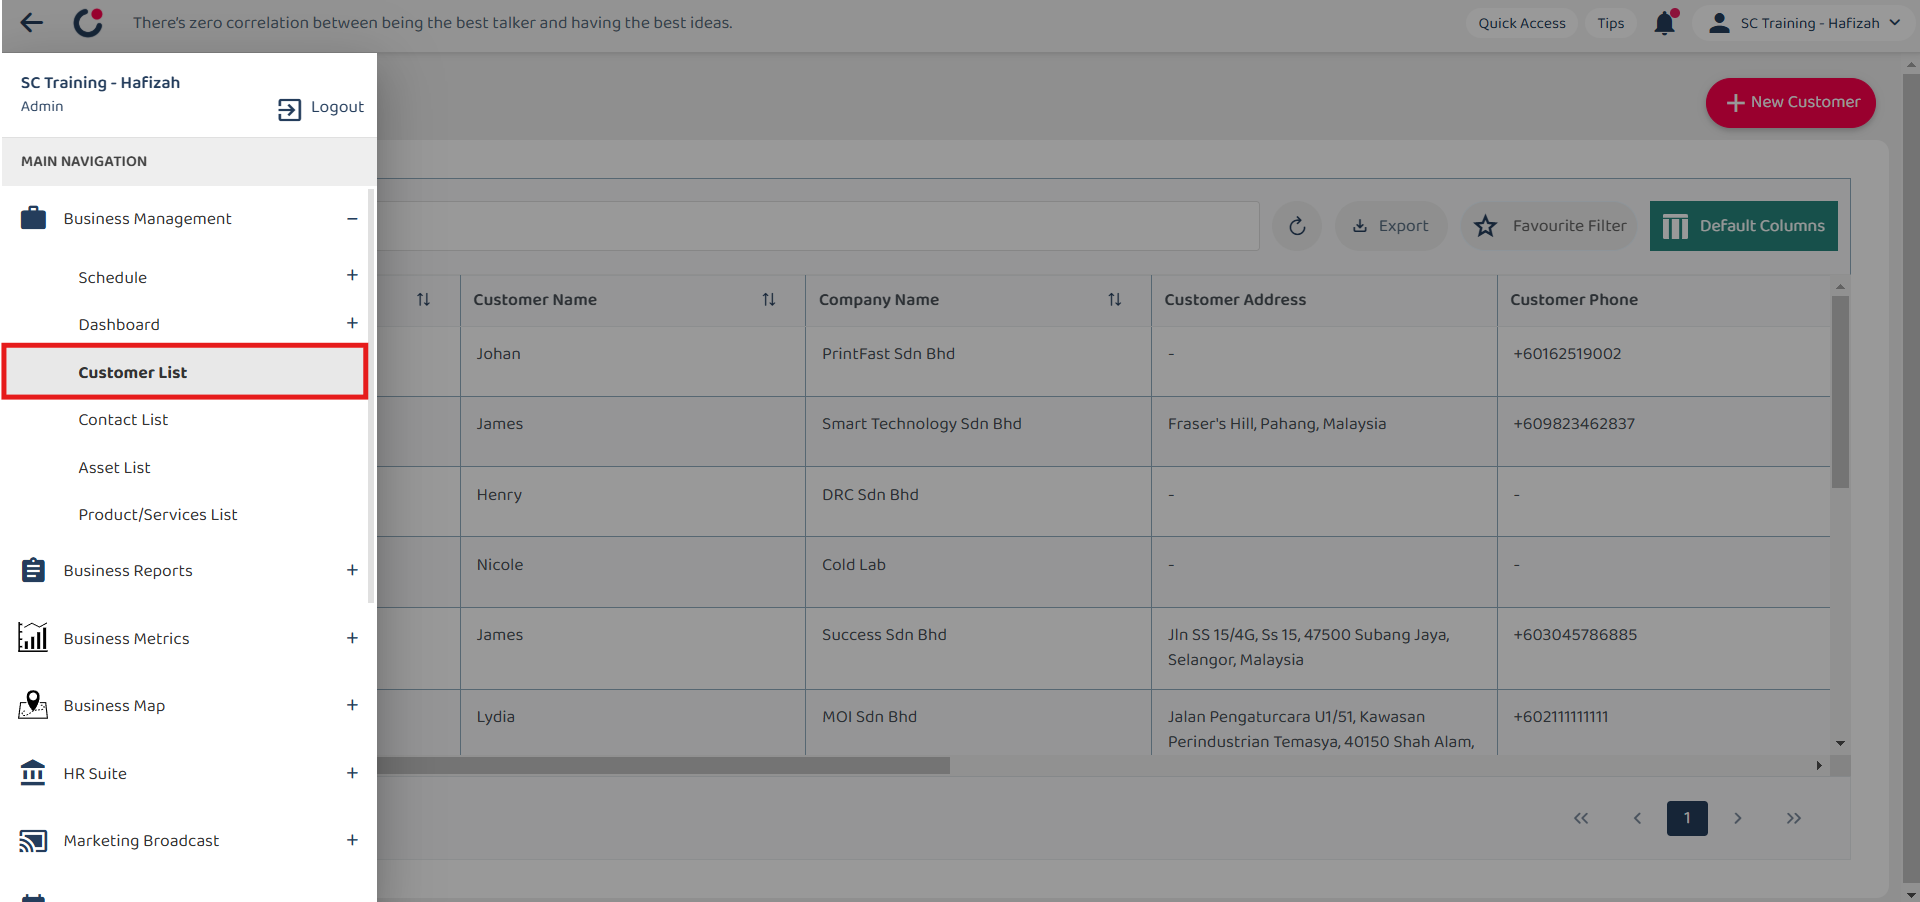 There's zero correlation between being the best talker and having the best ideas.
Quick Access
Tips
SC Training - Hafizah
SC Training - Hafizah
Admin
Logout
MAIN NAVIGATION
Business Management
Schedule
Dashboard
Customer List
Contact List
Asset List
Product/Services List
Business Reports
Business Metrics
Business Map
HR Suite
Marketing Broadcast
New Customer
Export
Favourite Filter
Default Columns
Customer Name Company Name Customer Address Customer Phone
Johan PrintFast Sdn Bhd - +60162519002
James Smart Technology Sdn Bhd Fraser's Hill, Pahang, Malaysia +609823462837
Henry DRC Sdn Bhd - -
Nicole Cold Lab - -
James Success Sdn Bhd Jln SS 15/4G, Ss 15, 47500 Subang Jaya, +603045786885
Selangor, Malaysia
Lydia MOI Sdn Bhd Jalan Pengaturcara U1/51, Kawasan +602111111111
Perindustrian Temasya, 40150 Shah Alam,
1